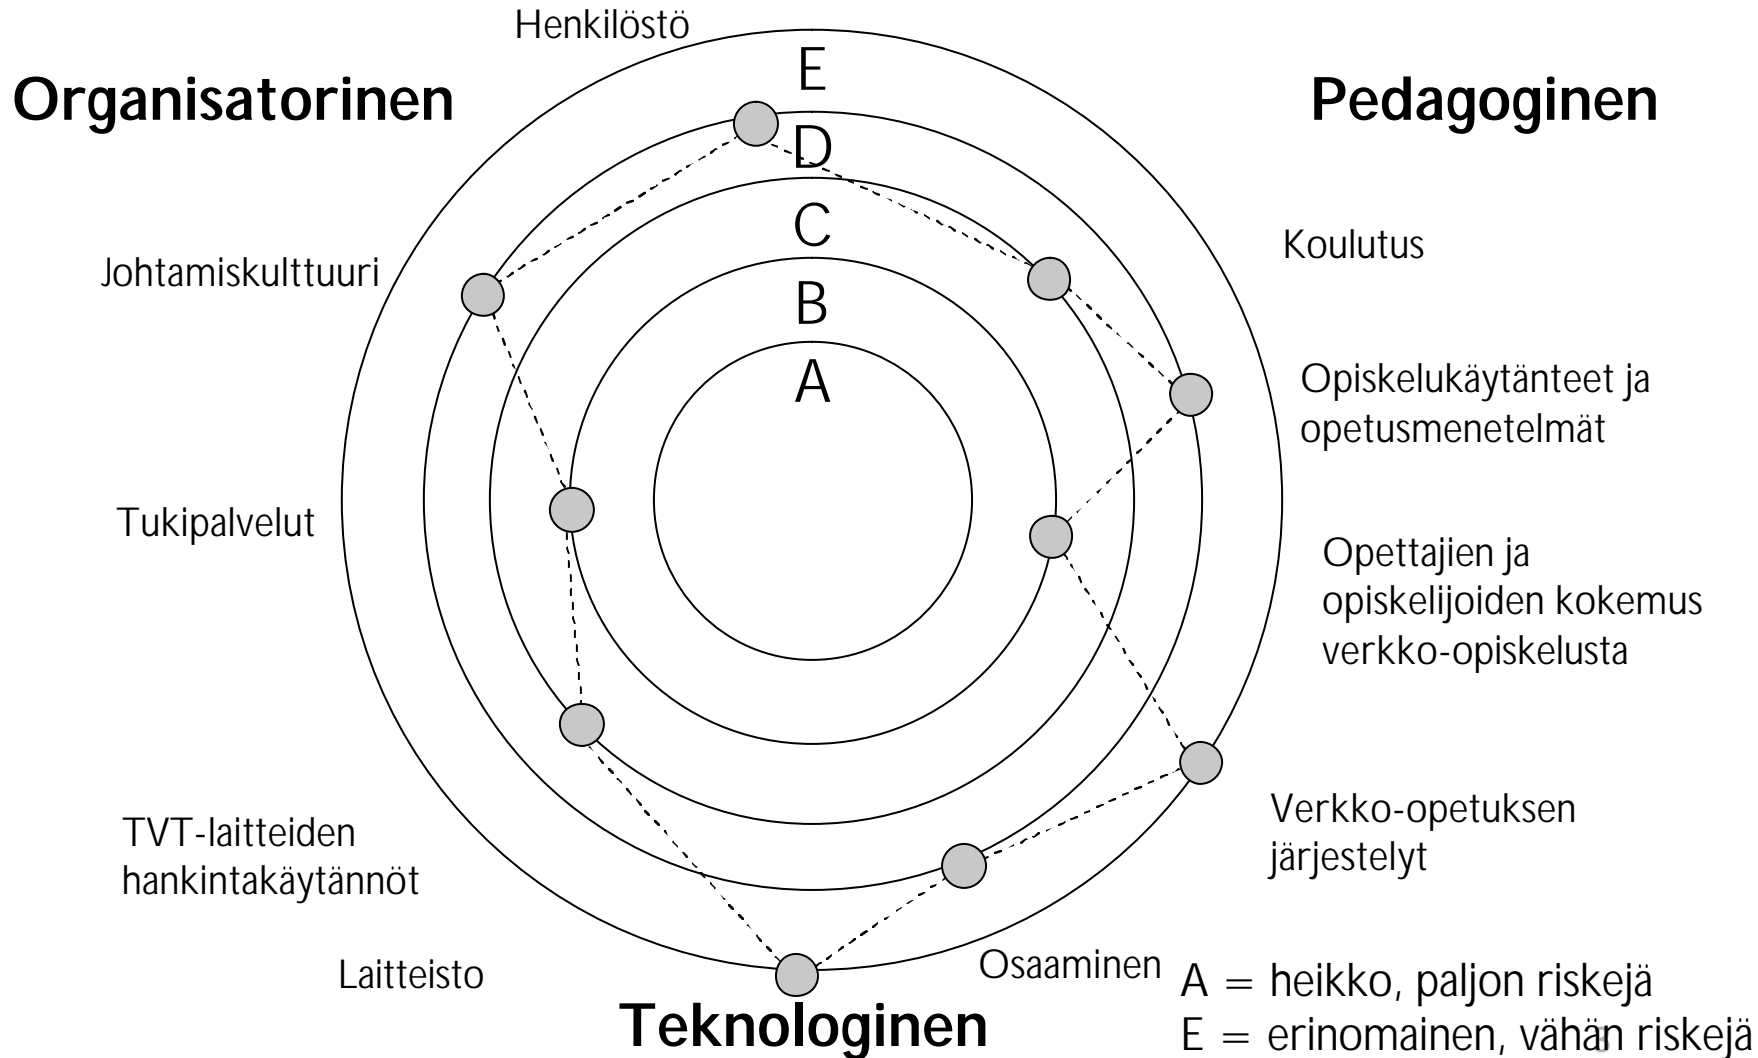 Henkilöstö
Organisatorinen
Pedagoginen
E
D
C
B
A
Johtamiskulttuuri
Koulutus
Opiskelukäytänteet ja
opetusmenetelmät
Tukipalvelut
Opettajien ja
opiskelijoiden kokemus
verkko-opiskelusta
TVT-laitteiden
hankintakäytännöt
Verkko-opetuksen
järjestelyt
Laitteisto
Osaaminen
Teknologinen
A = heikko, paljon riskejä
E = erinomainen, vähän riskejä